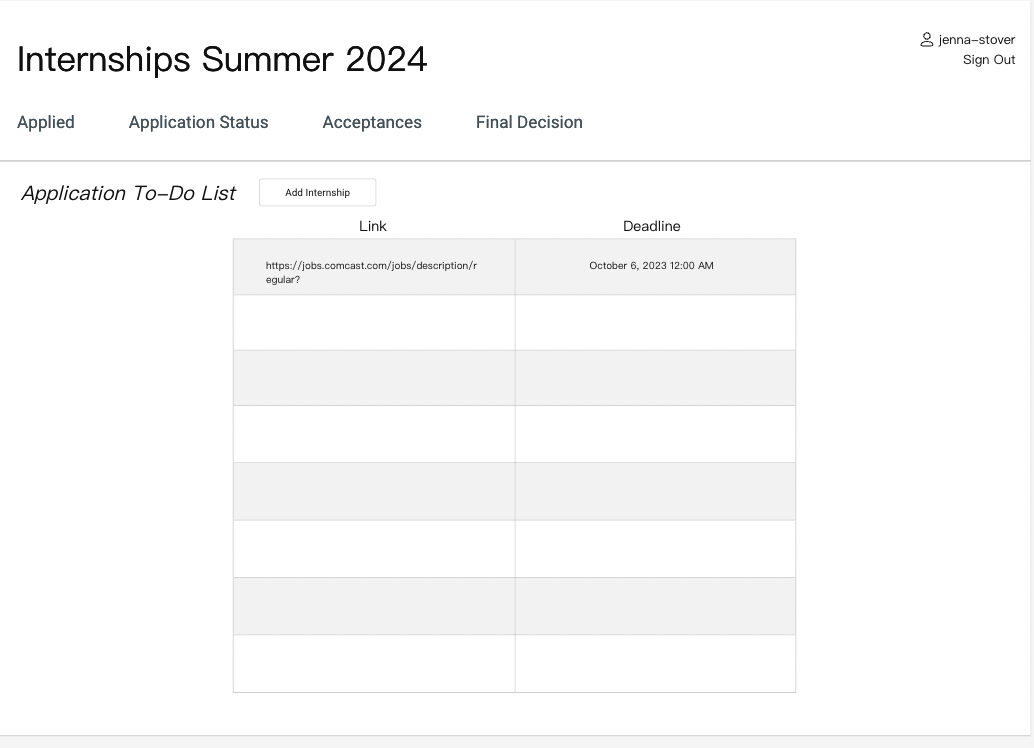 Internships Summer 2024
jenna-stover
Sign Out
Applied Application Status Acceptances Final Decision
Application To-Do List Add Internship
Link Deadline
https://jobs.comcast.com/jobs/description/r October 6, 2023 12:00 AM
egular?